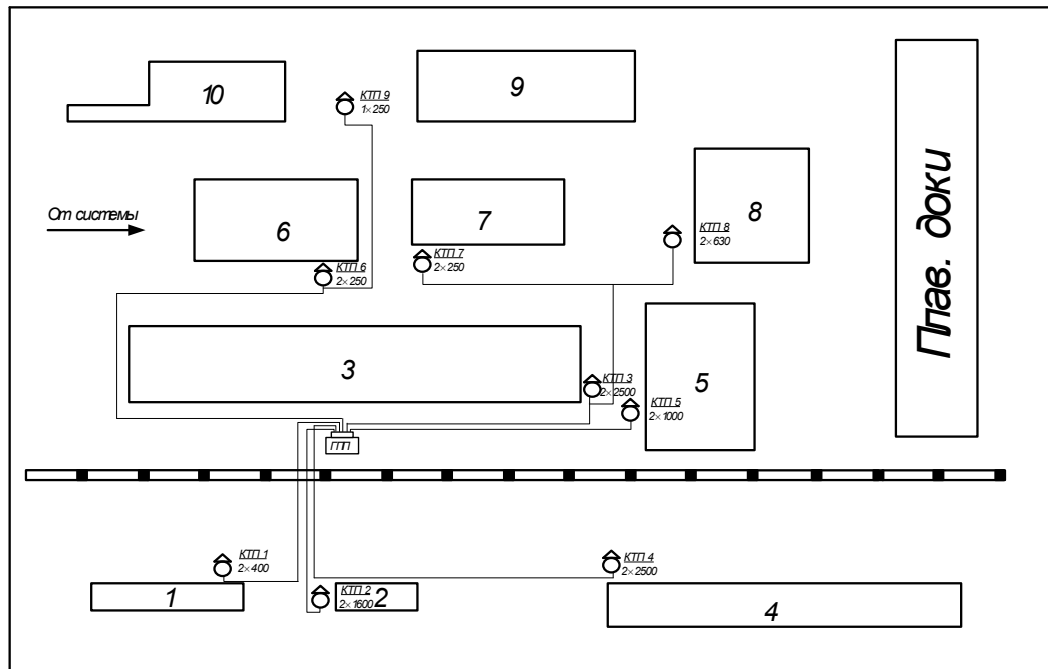 10
КТП 9
1×250
9
Плав. доки
От системы
6
7
8
КТП 8
2×630
КТП 6
2×250
КТП 7
2×250
3
КТП 3
2×2500
5
КТП 5
2×1000
ГПП
КТП 1
2×400
КТП 4
2×2500
1
КТП 2
2×1600
2
4